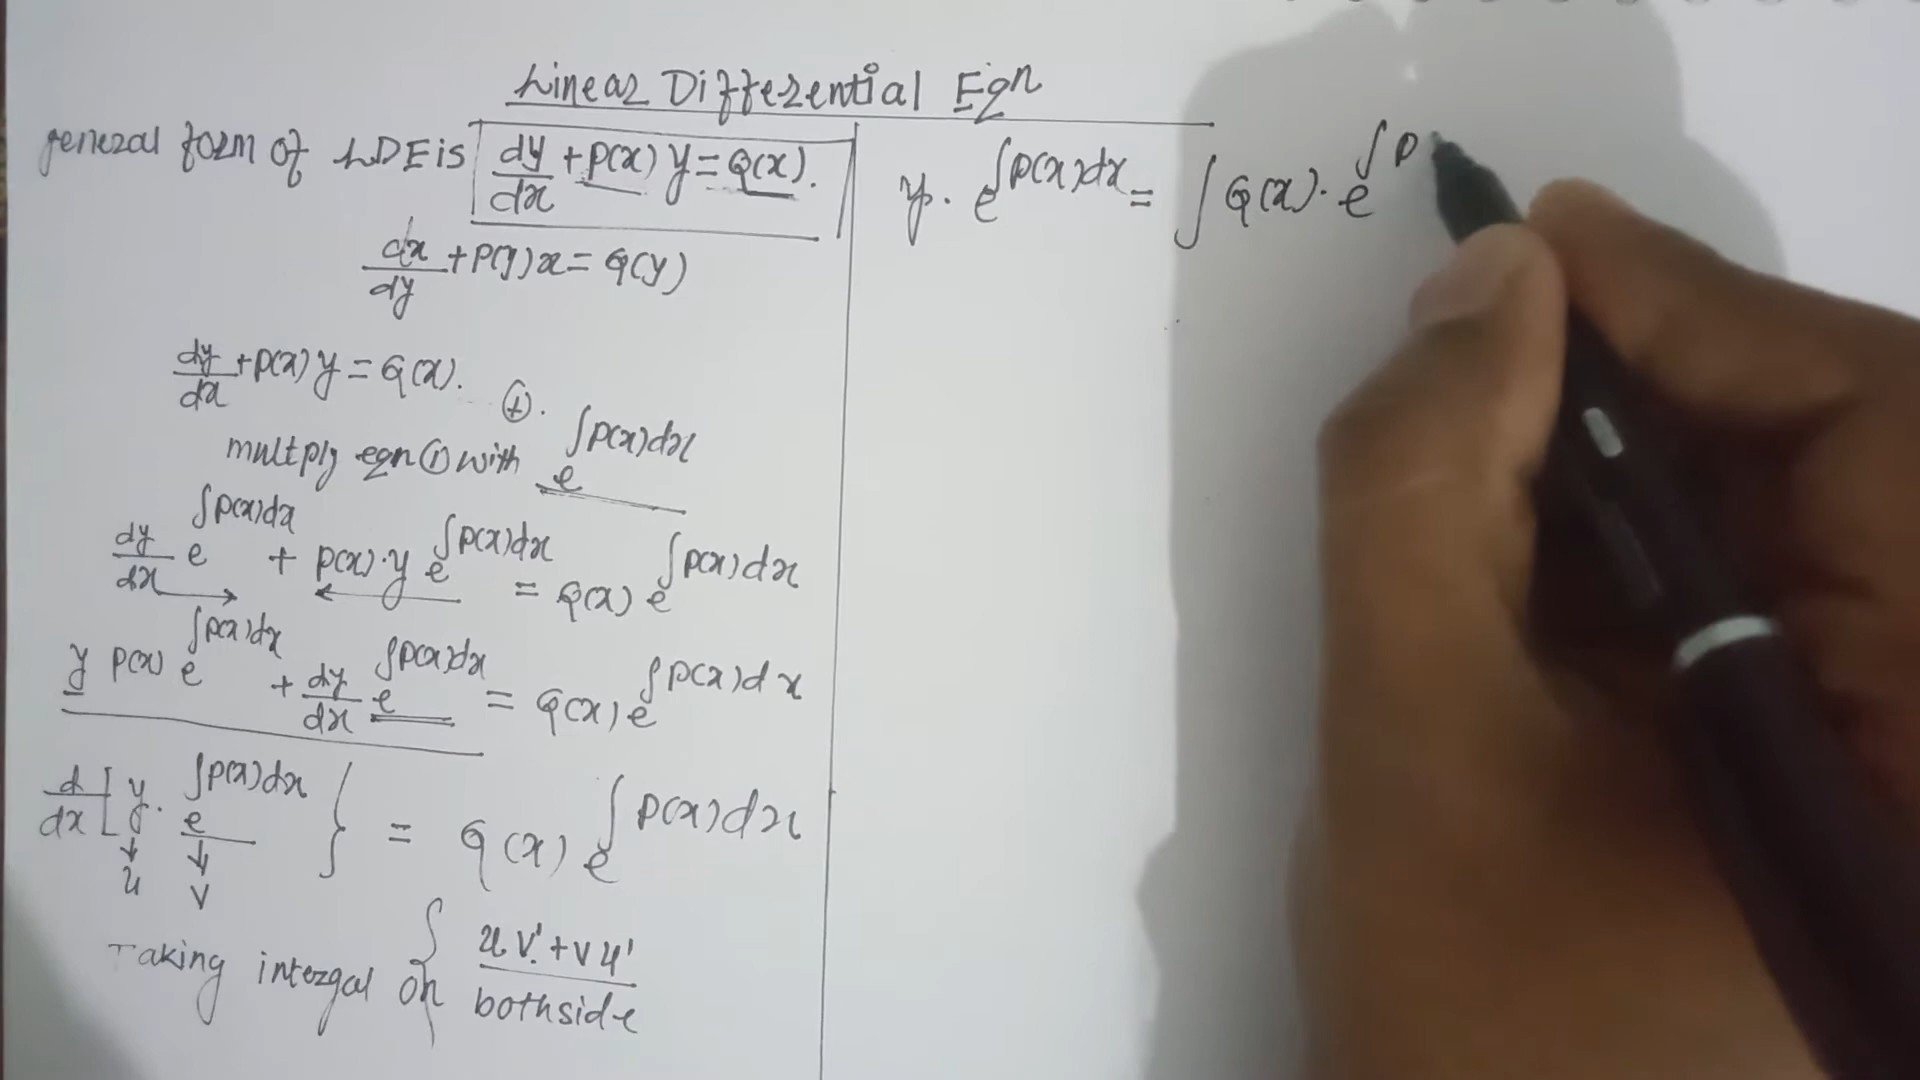 Linear Differential Eqn
general form of LDE is dy/dx + P(x) y = Q(x).
dx/dy + P(y) x = Q(y)
dy/dx + P(x) y = Q(x). ①.
multply eqn ① with e^∫P(x)dx
dy/dx e^∫P(x)dx + P(x)·y e^∫P(x)dx = Q(x) e^∫P(x)dx
y P(x) e^∫P(x)dx + dy/dx e^∫P(x)dx = Q(x) e^∫P(x)dx
d/dx [ y. e^∫P(x)dx } = Q(x) e^∫P(x)dx
u v
∫ uv' + vu'
Taking intergal on bothside
y. e^∫P(x)dx = ∫ Q(x). e^∫P